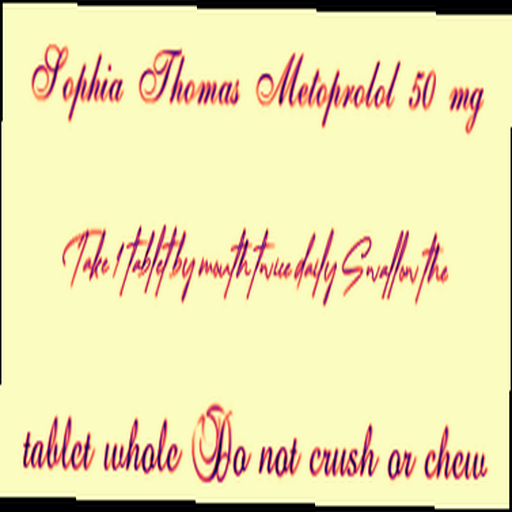 Sophia Thomas Metoprolol 50 mg
Take 1 tablet by mouth twice daily Swallow the
tablet whole Do not crush or chew